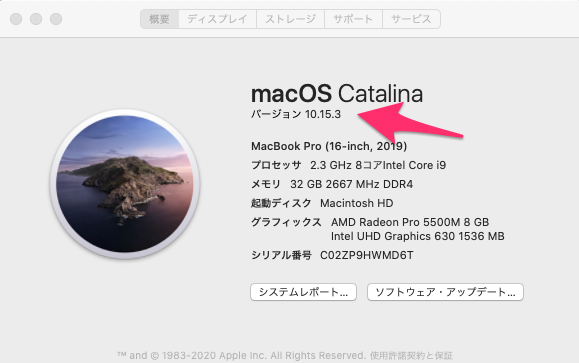 概要 ディスプレイ ストレージ サポート サービス
macOS Catalina
バージョン 10.15.3
MacBook Pro (16-inch, 2019)
プロセッサ 2.3 GHz 8コアIntel Core i9
メモリ 32 GB 2667 MHz DDR4
起動ディスク Macintosh HD
グラフィックス AMD Radeon Pro 5500M 8 GB
Intel UHD Graphics 630 1536 MB
シリアル番号 C02ZP9HWMD6T
システムレポート... ソフトウェア・アップデート...
™ and © 1983-2020 Apple Inc. All Rights Reserved. 使用許諾契約と保証